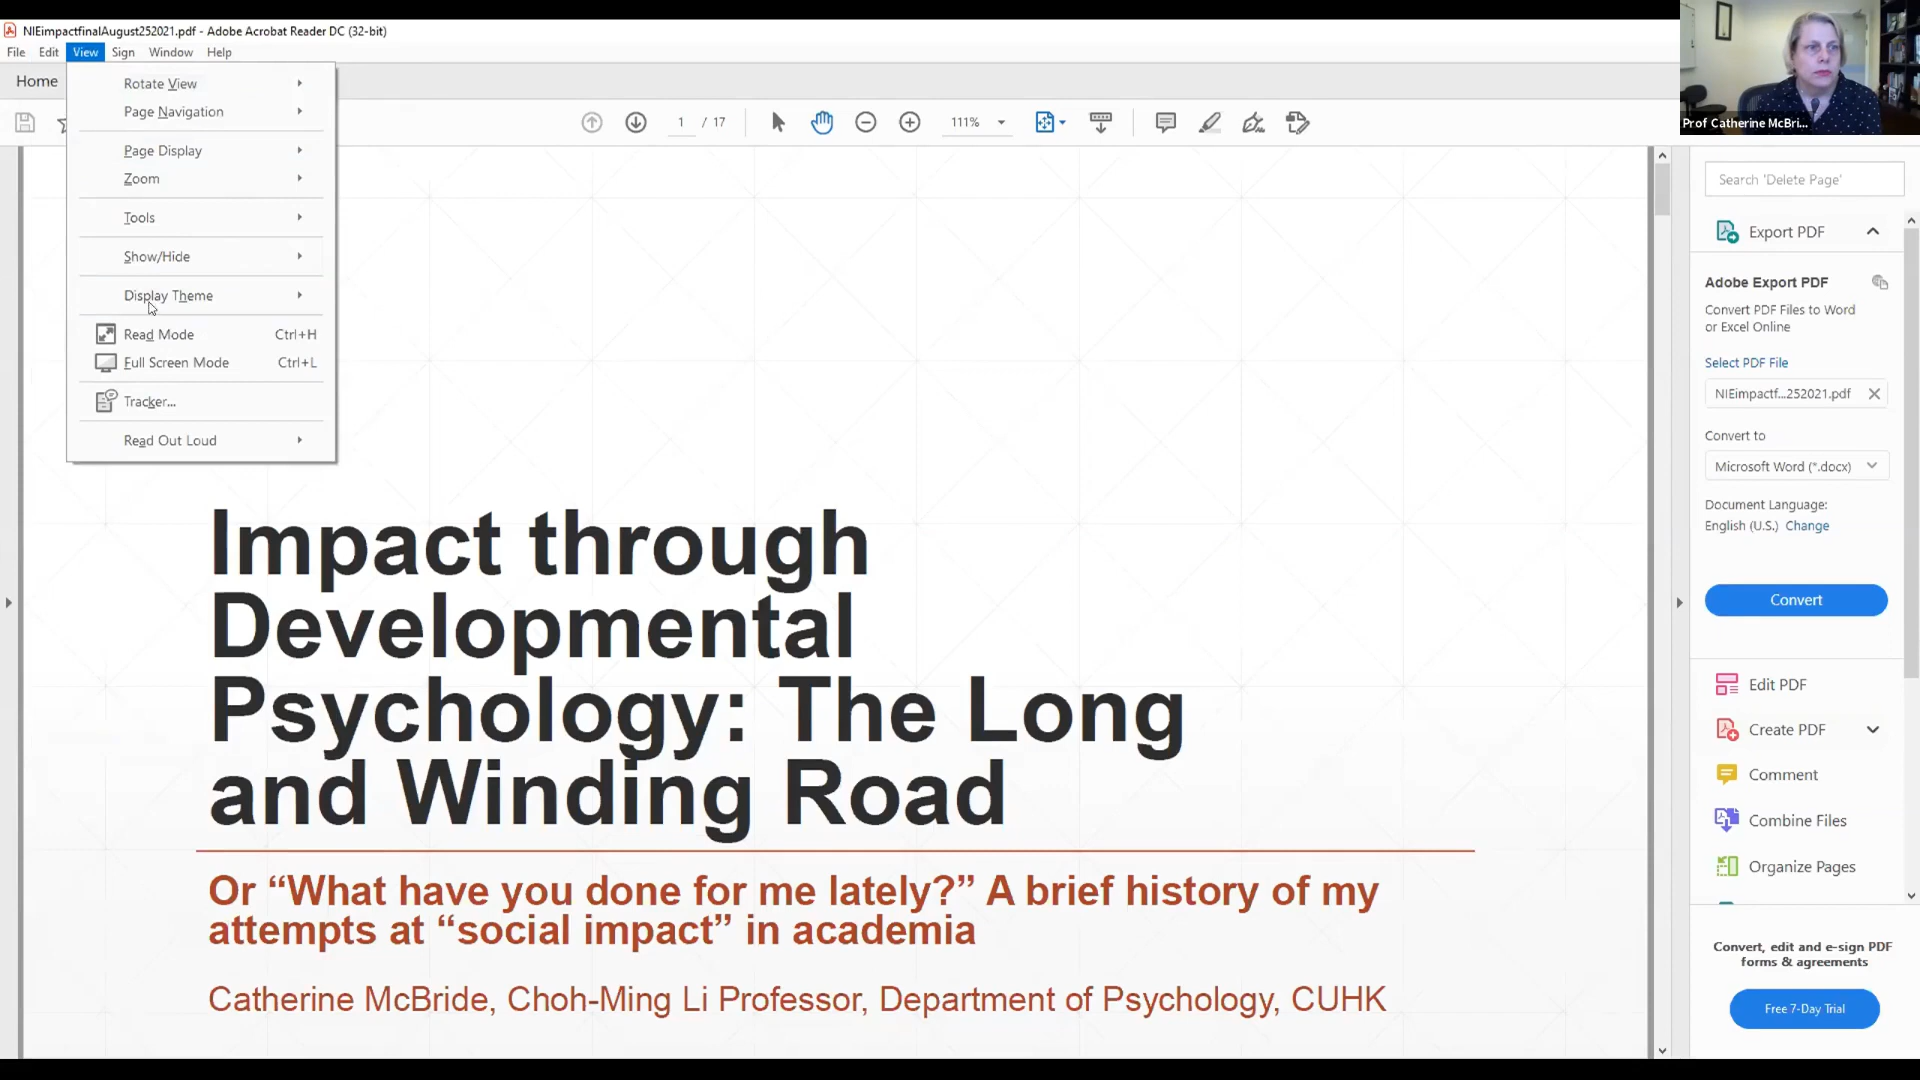 NIEimpactfinalAugust252021.pdf - Adobe Acrobat Reader DC (32-bit)
File Edit View Sign Window Help
Home
Rotate View
Page Navigation
Page Display
Zoom
Tools
Show/Hide
Display Theme
Read Mode Ctrl+H
Full Screen Mode Ctrl+L
Tracker...
Read Out Loud
1 / 17
111%
Prof Catherine McBri...
Impact through
Developmental
Psychology: The Long
and Winding Road
Or “What have you done for me lately?” A brief history of my
attempts at “social impact” in academia
Catherine McBride, Choh-Ming Li Professor, Department of Psychology, CUHK
Search 'Delete Page'
Export PDF
Adobe Export PDF
Convert PDF Files to Word
or Excel Online
Select PDF File
NIEimpactf...252021.pdf
Convert to
Microsoft Word (*.docx)
Document Language:
English (U.S.) Change
Convert
Edit PDF
Create PDF
Comment
Combine Files
Organize Pages
Convert, edit and e-sign PDF
forms & agreements
Free 7-Day Trial